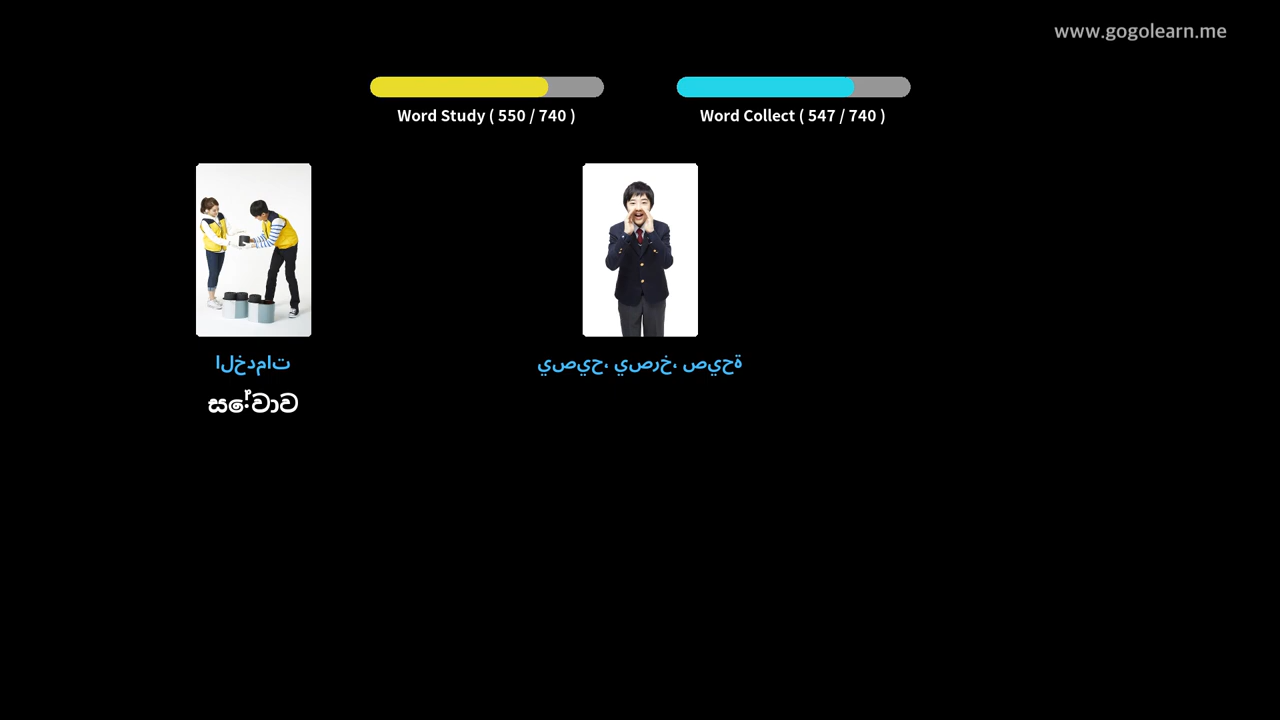 www.gogolearn.me
Word Study ( 550 / 740 )
Word Collect ( 547 / 740 )
الخدمات
يصيح، يصرخ، صيحة
සේවාව